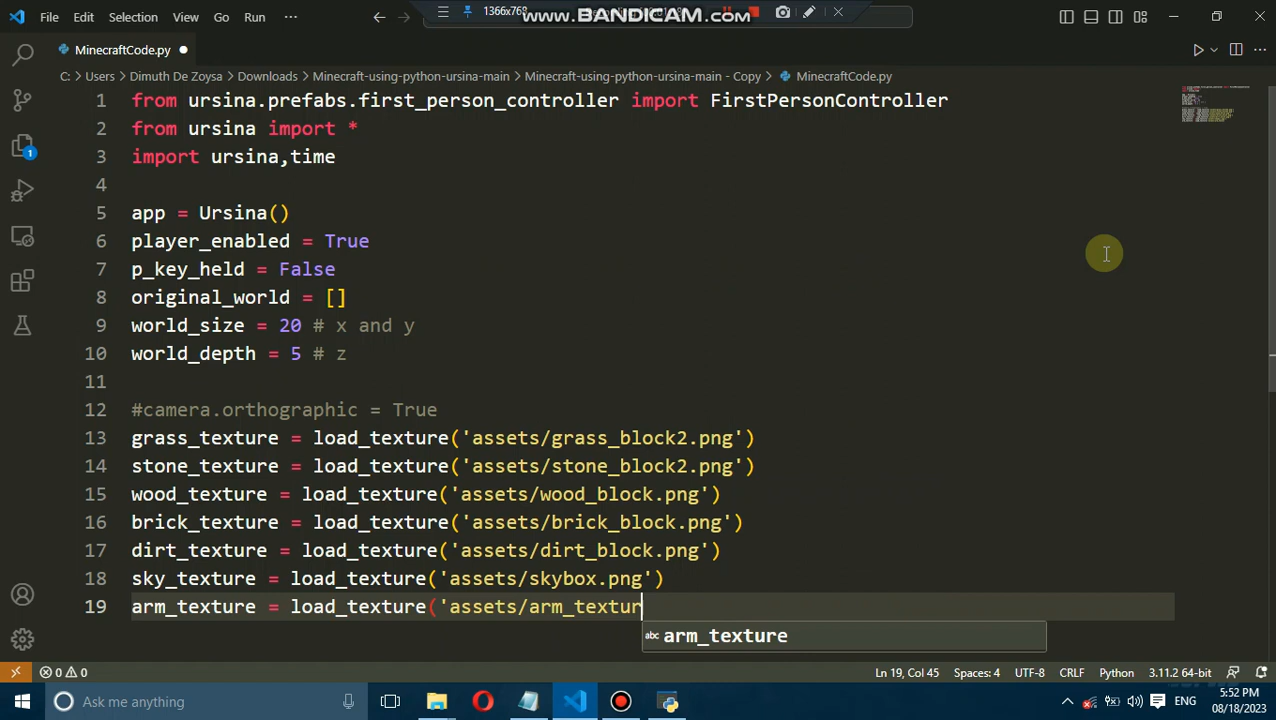 File Edit Selection View Go Run ··· 1366x768 www.BANDICAM.com
MinecraftCode.py
C: > Users > Dimuth De Zoysa > Downloads > Minecraft-using-python-ursina-main > Minecraft-using-python-ursina-main - Copy > MinecraftCode.py
1 from ursina.prefabs.first_person_controller import FirstPersonController
2 from ursina import *
3 import ursina,time
4
5 app = Ursina()
6 player_enabled = True
7 p_key_held = False
8 original_world = []
9 world_size = 20 # x and y
10 world_depth = 5 # z
11
12 #camera.orthographic = True
13 grass_texture = load_texture('assets/grass_block2.png')
14 stone_texture = load_texture('assets/stone_block2.png')
15 wood_texture = load_texture('assets/wood_block.png')
16 brick_texture = load_texture('assets/brick_block.png')
17 dirt_texture = load_texture('assets/dirt_block.png')
18 sky_texture = load_texture('assets/skybox.png')
19 arm_texture = load_texture('assets/arm_textur
abc arm_texture
1
0 0 Ln 19, Col 45 Spaces: 4 UTF-8 CRLF Python 3.11.2 64-bit
Ask me anything ENG 5:52 PM
08/18/2023